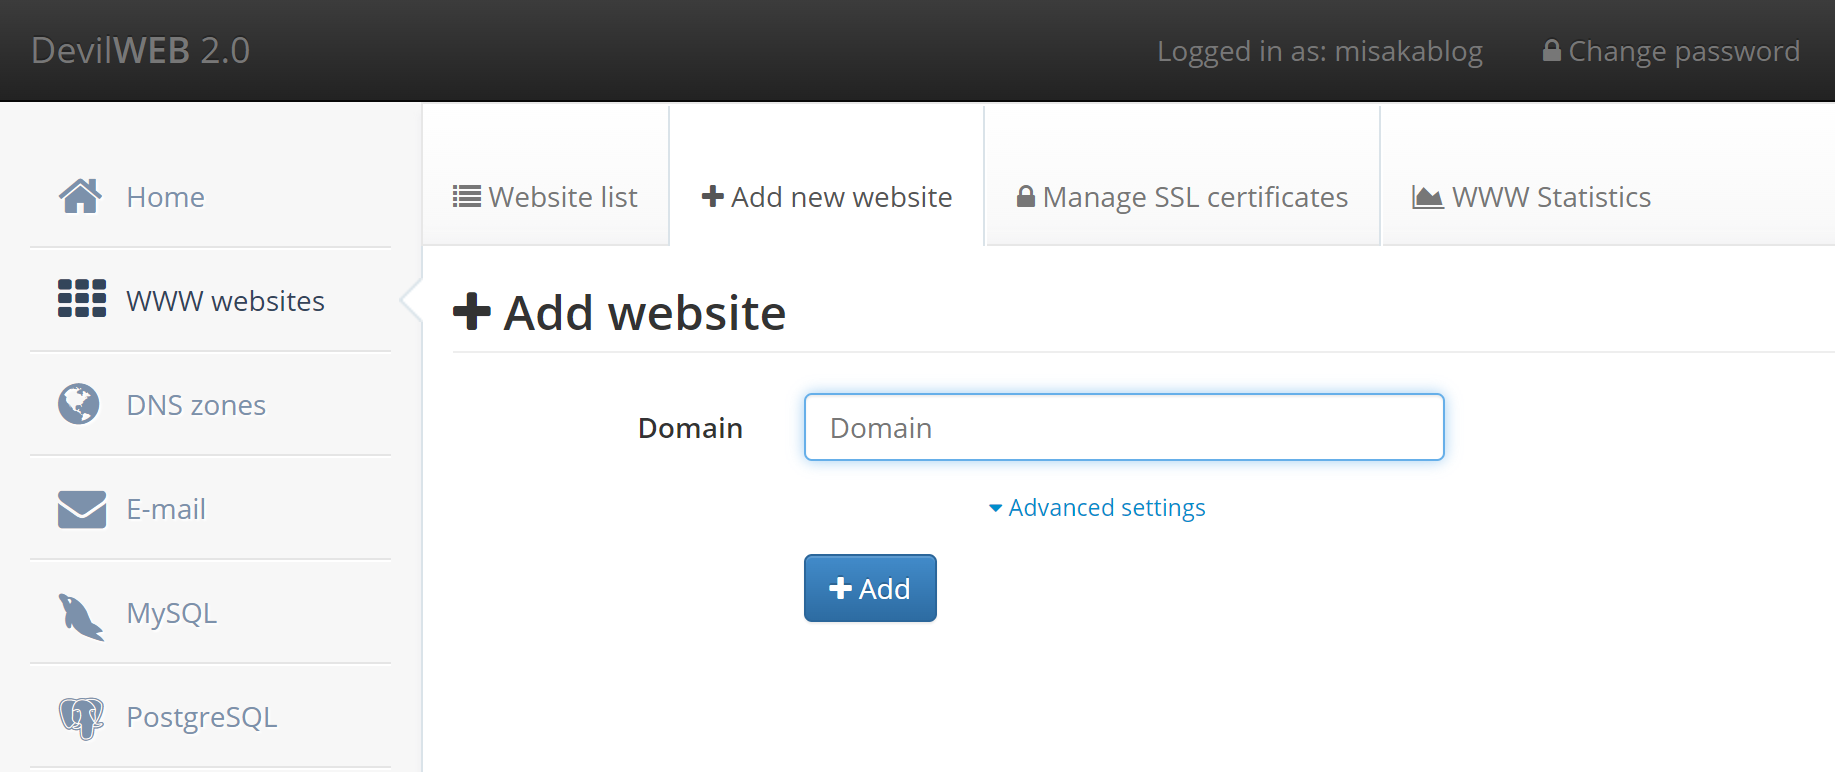 DevilWEB 2.0
Logged in as: misakablog
Change password
Home
WWW websites
DNS zones
E-mail
MySQL
PostgreSQL
Website list
Add new website
Manage SSL certificates
WWW Statistics
Add website
Domain
Domain
Advanced settings
Add